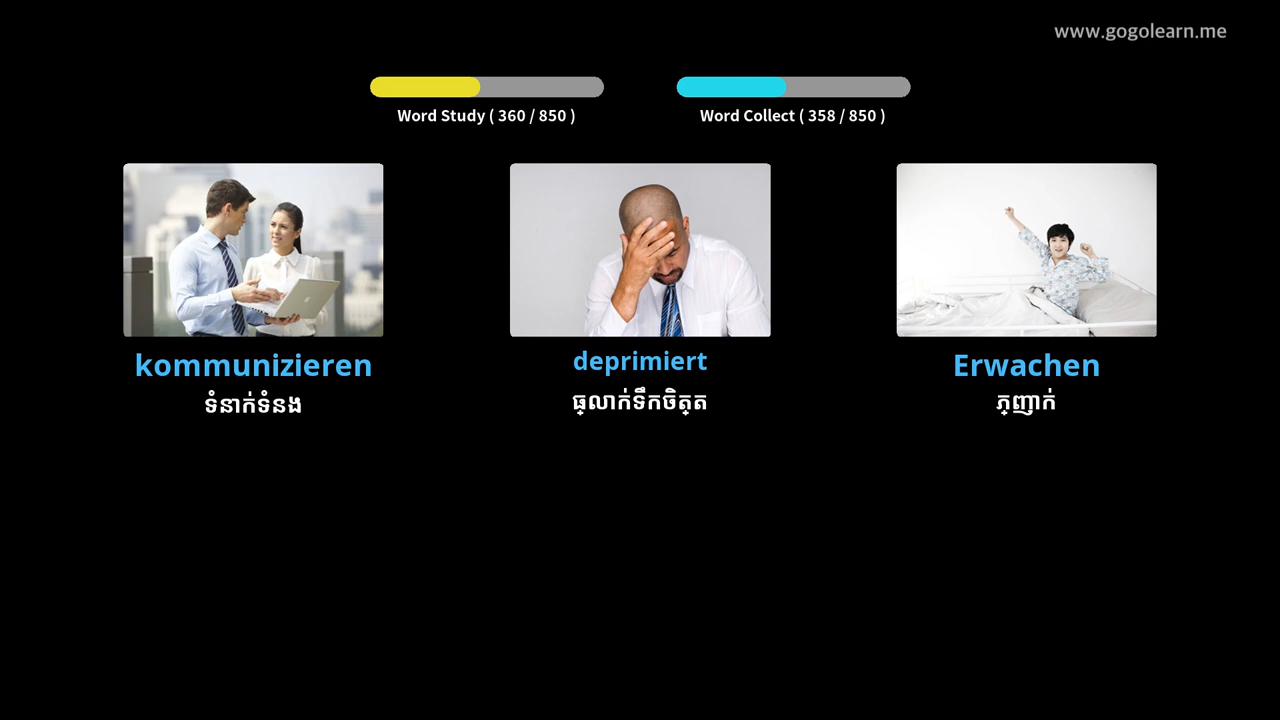 www.gogolearn.me
Word Study ( 360 / 850 )
Word Collect ( 358 / 850 )
kommunizieren
ទំនាក់ទំនង
deprimiert
ធ្លាក់ទឹកចិត្ត
Erwachen
ភ្ញាក់